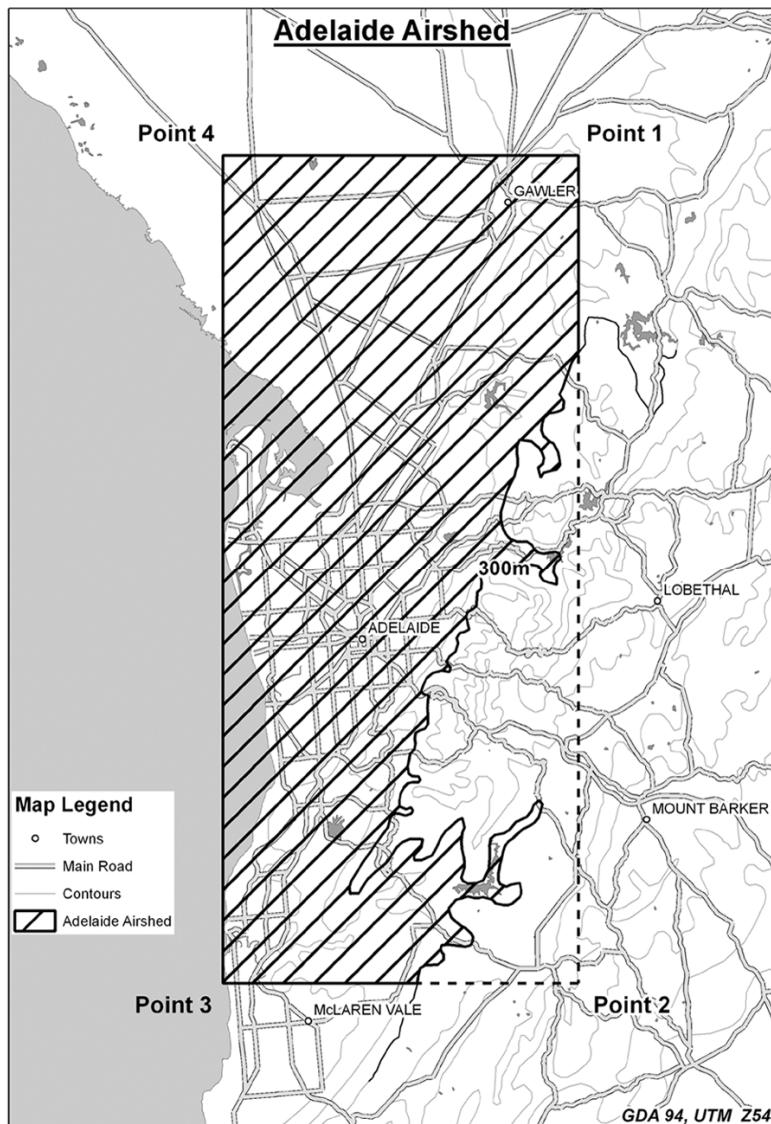 Adelaide Airshed
Point 4
Point 1
GAWLER
300m
LOBETHAL
ADELAIDE
Map Legend
Towns
Main Road
Contours
Adelaide Airshed
MOUNT BARKER
Point 3
McLAREN VALE
Point 2
GDA 94, UTM Z54